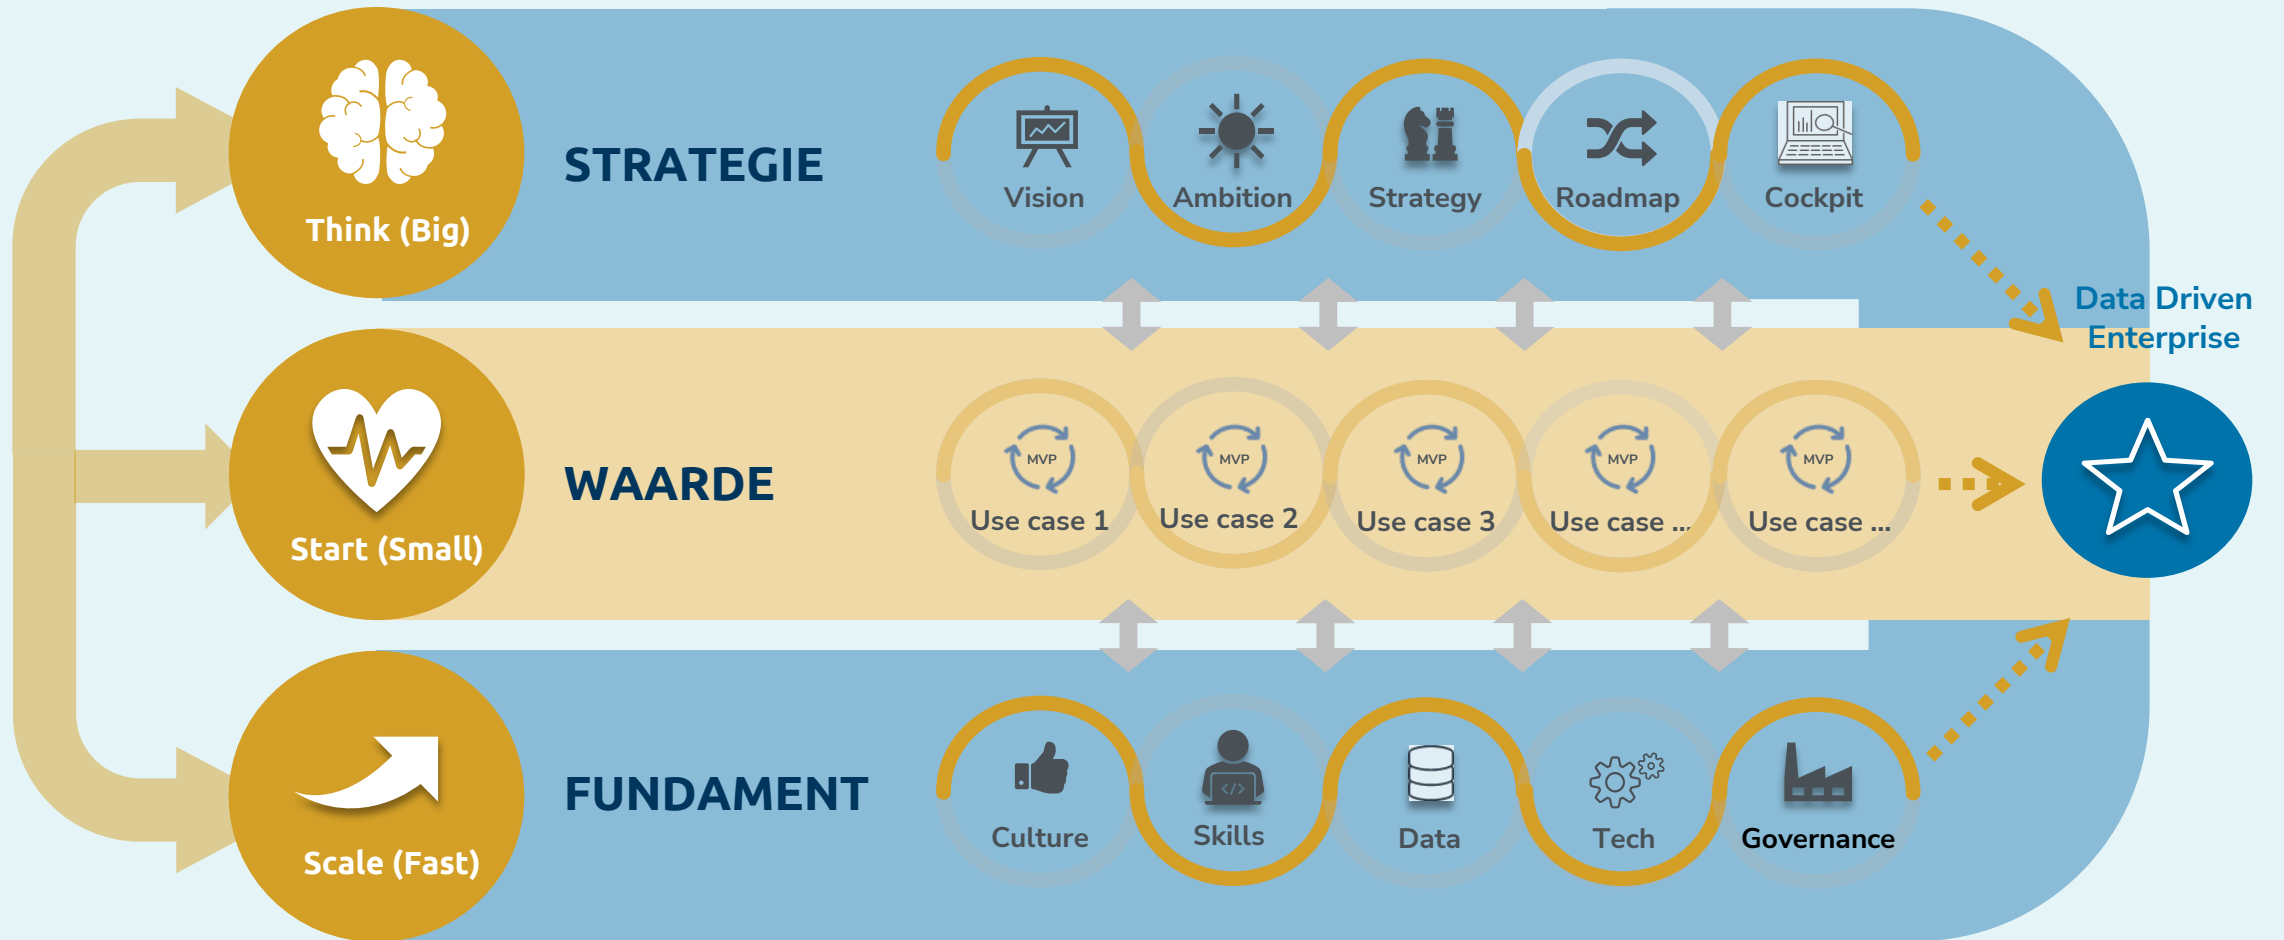 Think (Big)
STRATEGIE
Vision
Ambition
Strategy
Roadmap
Cockpit
Data Driven
Enterprise
Start (Small)
WAARDE
MVP
Use case 1
MVP
Use case 2
MVP
Use case 3
MVP
Use case ...
MVP
Use case ...
Scale (Fast)
FUNDAMENT
Culture
</>
Skills
Data
Tech
Governance